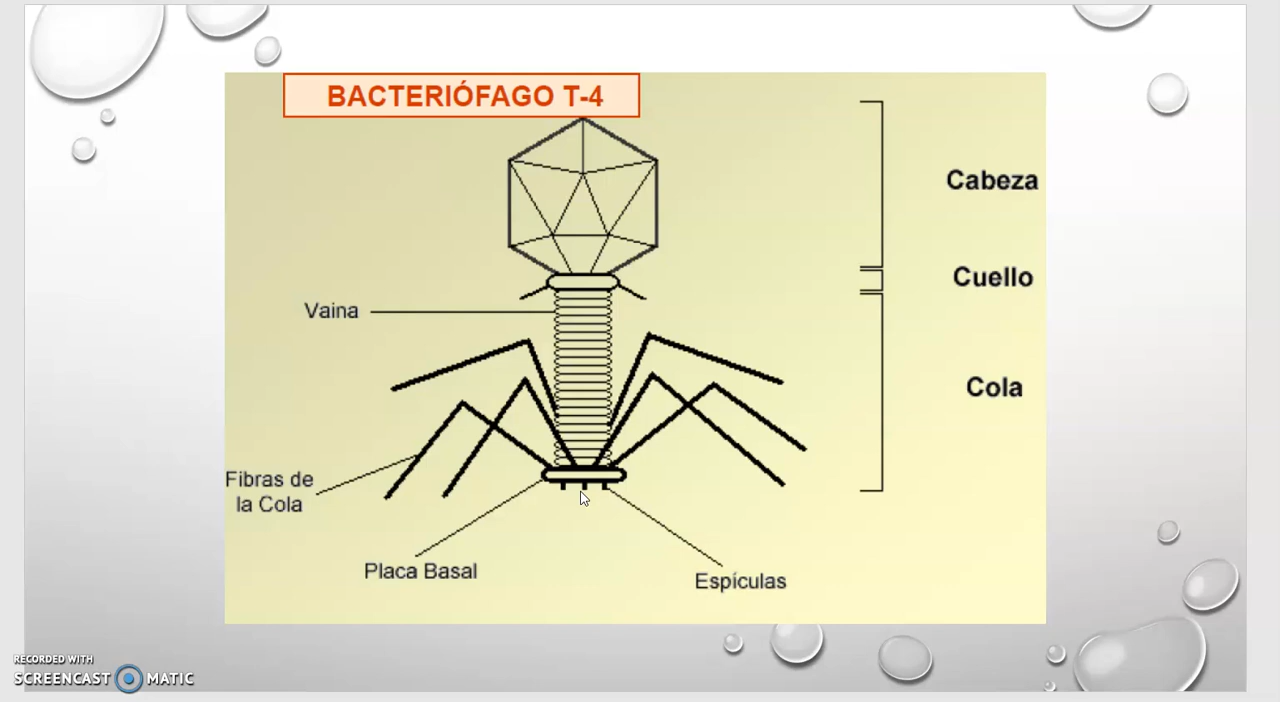 BACTERIÓFAGO T-4
Cabeza
Cuello
Vaina
Cola
Fibras de
la Cola
Placa Basal
Espículas
RECORDED WITH
SCREENCAST MATIC